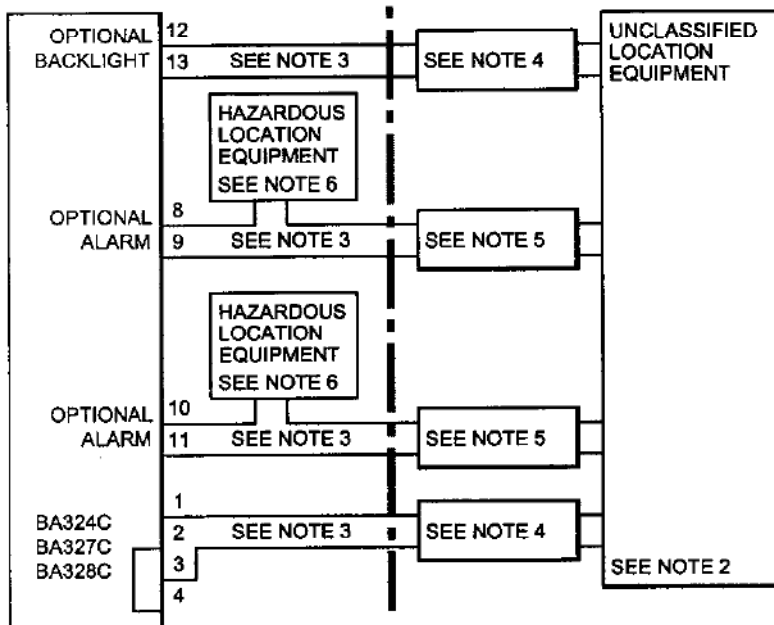 OPTIONAL
BACKLIGHT
12
13
SEE NOTE 3
SEE NOTE 4
UNCLASSIFIED
LOCATION
EQUIPMENT
HAZARDOUS
LOCATION
EQUIPMENT
SEE NOTE 6
OPTIONAL
ALARM
8
9
SEE NOTE 3
SEE NOTE 5
HAZARDOUS
LOCATION
EQUIPMENT
SEE NOTE 6
OPTIONAL
ALARM
10
11
SEE NOTE 3
SEE NOTE 5
BA324C
BA327C
BA328C
1
2
3
4
SEE NOTE 3
SEE NOTE 4
SEE NOTE 2